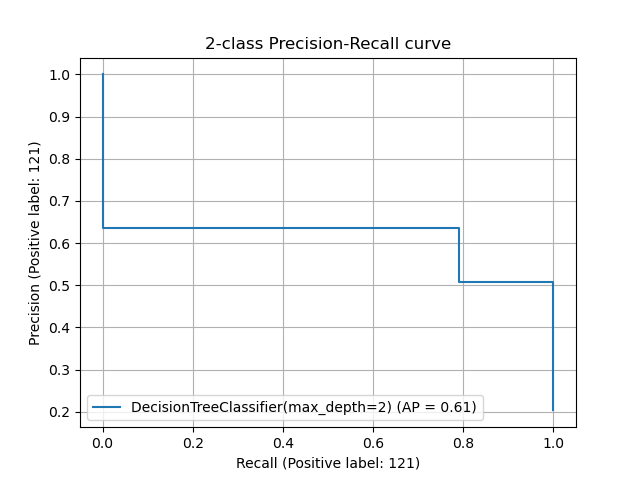 2-class Precision-Recall curve
Precision (Positive label: 121)
1.0
0.9
0.8
0.7
0.6
0.5
0.4
0.3
0.2
DecisionTreeClassifier(max_depth=2) (AP = 0.61)
0.0 0.2 0.4 0.6 0.8 1.0
Recall (Positive label: 121)